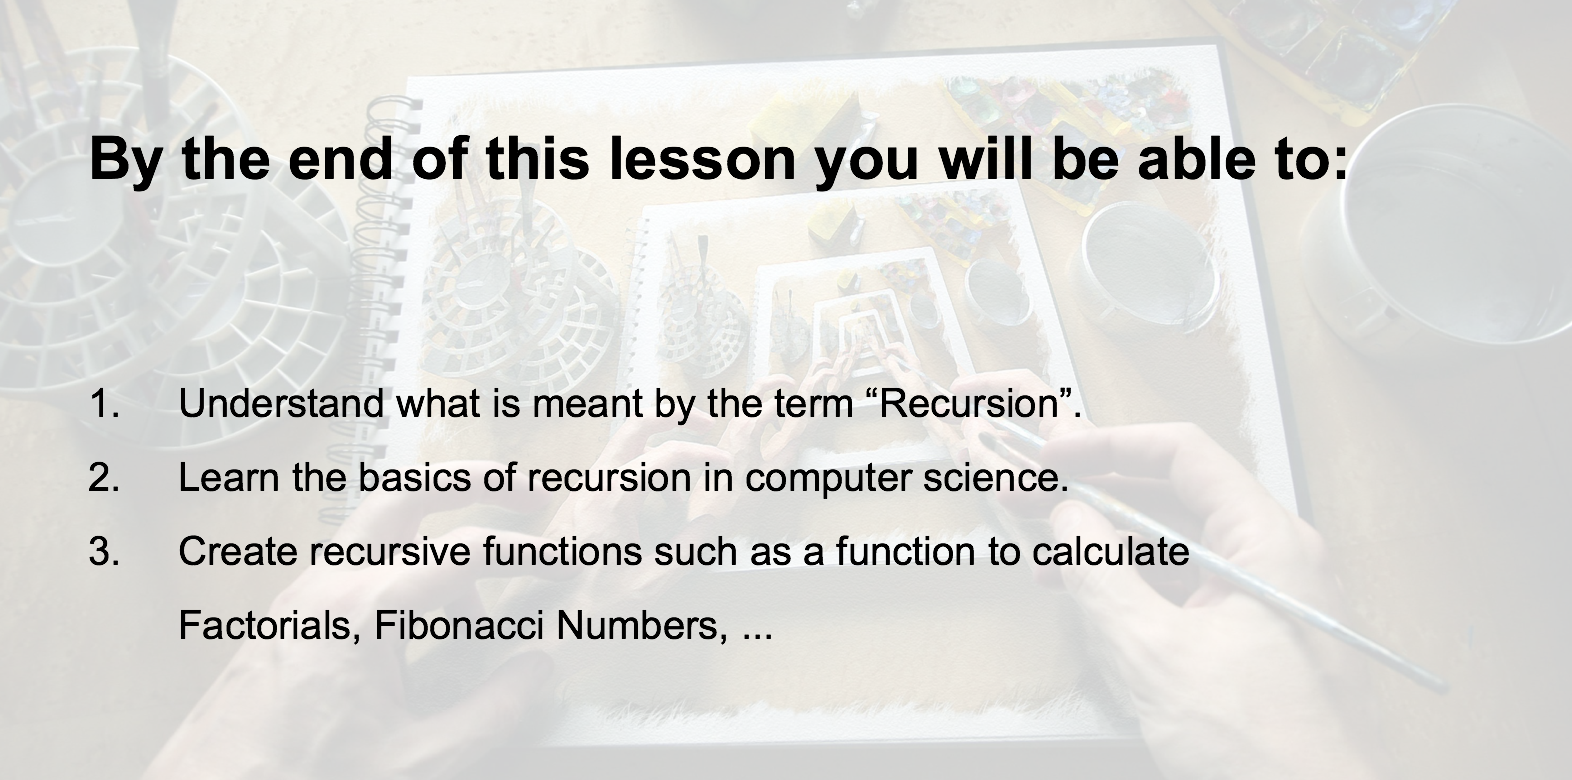 By the end of this lesson you will be able to:
1. Understand what is meant by the term “Recursion”.
2. Learn the basics of recursion in computer science.
3. Create recursive functions such as a function to calculate
Factorials, Fibonacci Numbers, ...